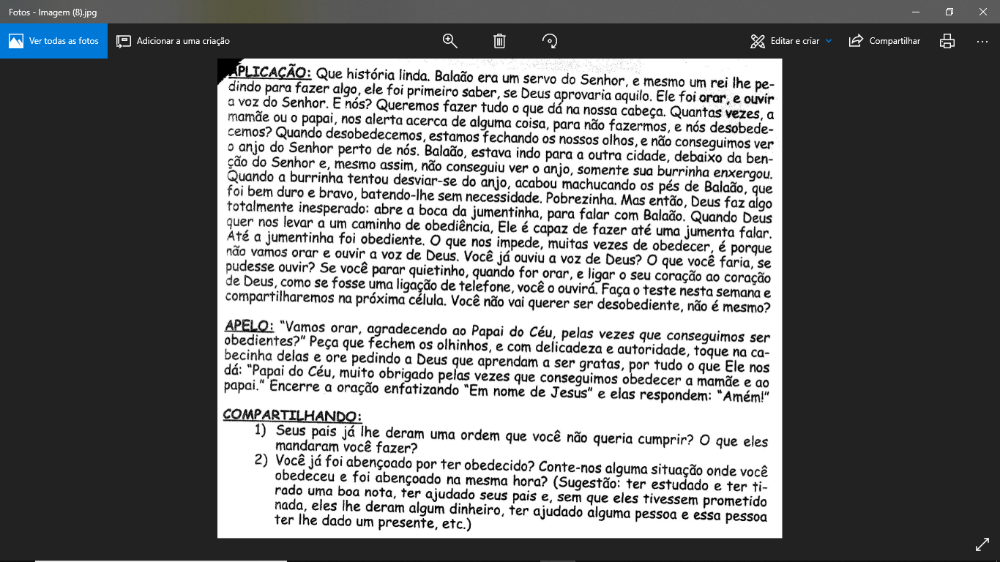 Fotos - Imagem (8).jpg
Ver todas as fotos
Adicionar a uma criação
Editar e criar
Compartilhar
APLICAÇÃO: Que história linda. Balaão era um servo do Senhor, e mesmo um rei lhe pe-
dindo para fazer algo, ele foi primeiro saber, se Deus aprovaria aquilo. Ele foi orar, e ouvir
a voz do Senhor. E nós? Queremos fazer tudo o que dá na nossa cabeça. Quantas vezes, a
mamãe ou o papai, nos alerta acerca de alguma coisa, para não fazermos, e nós desobede-
cemos? Quando desobedecemos, estamos fechando os nossos olhos, e não conseguimos ver
o anjo do Senhor perto de nós. Balaão, estava indo para a outra cidade, debaixo da ben-
ção do Senhor e, mesmo assim, não conseguiu ver o anjo, somente sua burrinha enxergou.
Quando a burrinha tentou desviar-se do anjo, acabou machucando os pés de Balaão, que
foi bem duro e bravo, batendo-lhe sem necessidade. Pobrezinha. Mas então, Deus faz algo
totalmente inesperado: abre a boca da jumentinha, para falar com Balaão. Quando Deus
quer nos levar a um caminho de obediência, Ele é capaz de fazer até uma jumenta falar.
Até a jumentinha foi obediente. O que nos impede, muitas vezes de obedecer, é porque
não vamos orar e ouvir a voz de Deus. Você já ouviu a voz de Deus? O que você faria, se
pudesse ouvir? Se você parar quietinho, quando for orar, e ligar o seu coração ao coração
de Deus, como se fosse uma ligação de telefone, você o ouvirá. Faça o teste nesta semana e
compartilharemos na próxima célula. Você não vai querer ser desobediente, não é mesmo?
APELO: "Vamos orar, agradecendo ao Papai do Céu, pelas vezes que conseguimos ser
obedientes?" Peça que fechem os olhinhos, e com delicadeza e autoridade, toque na ca-
becinha delas e ore pedindo a Deus que aprendam a ser gratas, por tudo o que Ele nos
dá: "Papai do Céu, muito obrigado pelas vezes que conseguimos obedecer a mamãe e ao
papai." Encerre a oração enfatizando "Em nome de Jesus" e elas respondem: "Amém!"
COMPARTILHANDO:
1) Seus pais já lhe deram uma ordem que você não queria cumprir? O que eles
mandaram você fazer?
2) Você já foi abençoado por ter obedecido? Conte-nos alguma situação onde você
obedeceu e foi abençoado na mesma hora? (Sugestão: ter estudado e ter ti-
rado uma boa nota, ter ajudado seus pais e, sem que eles tivessem prometido
nada, eles lhe deram algum dinheiro, ter ajudado alguma pessoa e essa pessoa
ter lhe dado um presente, etc.)